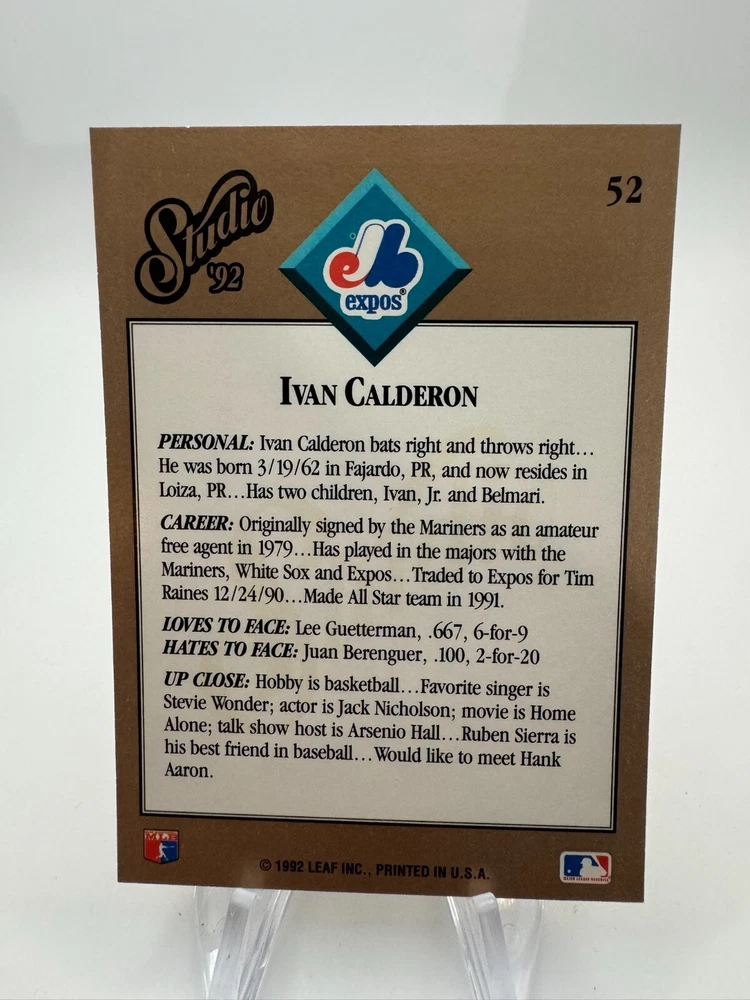 Studio
'92
52
expos®
IVAN CALDERON
PERSONAL: Ivan Calderon bats right and throws right...
He was born 3/19/62 in Fajardo, PR, and now resides in
Loiza, PR...Has two children, Ivan, Jr. and Belmari.
CAREER: Originally signed by the Mariners as an amateur
free agent in 1979...Has played in the majors with the
Mariners, White Sox and Expos...Traded to Expos for Tim
Raines 12/24/90...Made All Star team in 1991.
LOVES TO FACE: Lee Guetterman, .667, 6-for-9
HATES TO FACE: Juan Berenguer, .100, 2-for-20
UP CLOSE: Hobby is basketball...Favorite singer is
Stevie Wonder; actor is Jack Nicholson; movie is Home
Alone; talk show host is Arsenio Hall...Ruben Sierra is
his best friend in baseball...Would like to meet Hank
Aaron.
© 1992 LEAF INC., PRINTED IN U.S.A.
MAJOR LEAGUE BASEBALL